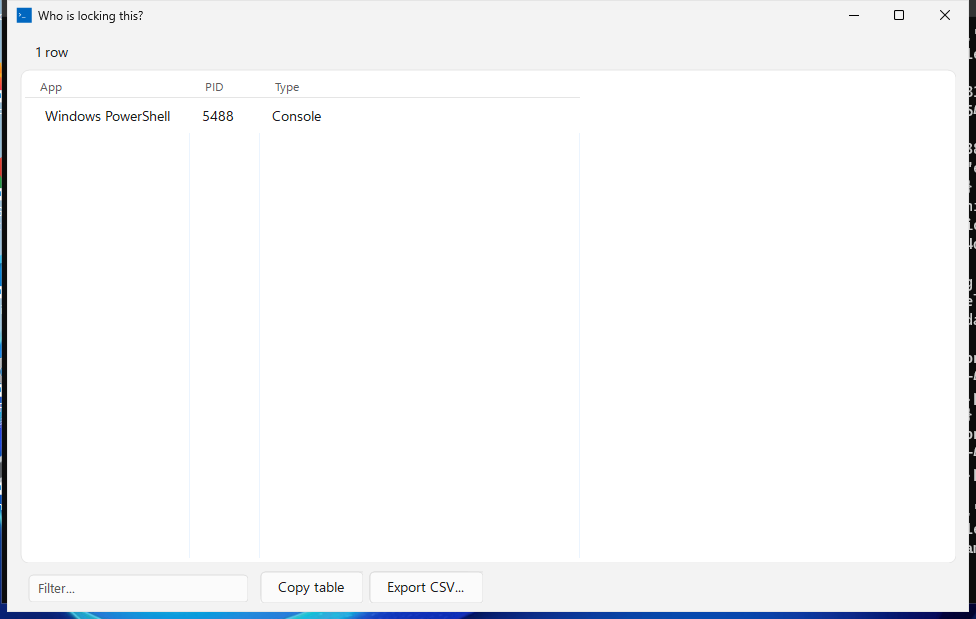 Who is locking this?
1 row
App PID Type
Windows PowerShell 5488 Console
Filter...
Copy table Export CSV...